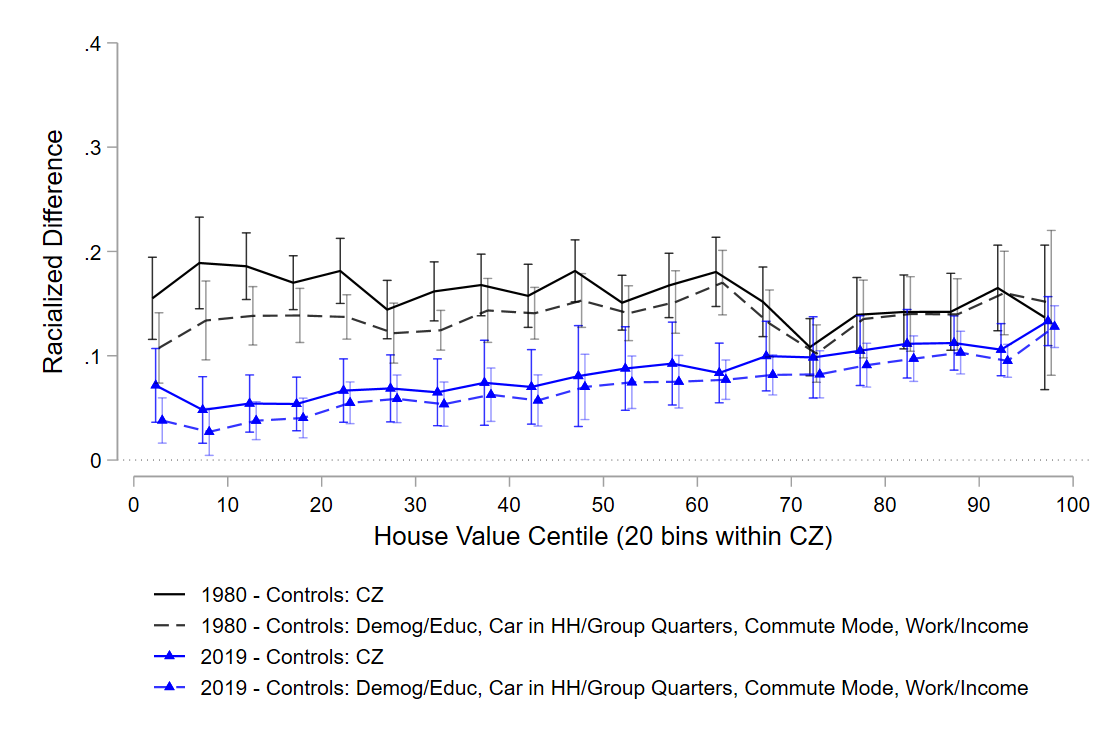 Racialized Difference
.4
.3
.2
.1
0
0 10 20 30 40 50 60 70 80 90 100
House Value Centile (20 bins within CZ)
1980 - Controls: CZ
1980 - Controls: Demog/Educ, Car in HH/Group Quarters, Commute Mode, Work/Income
2019 - Controls: CZ
2019 - Controls: Demog/Educ, Car in HH/Group Quarters, Commute Mode, Work/Income